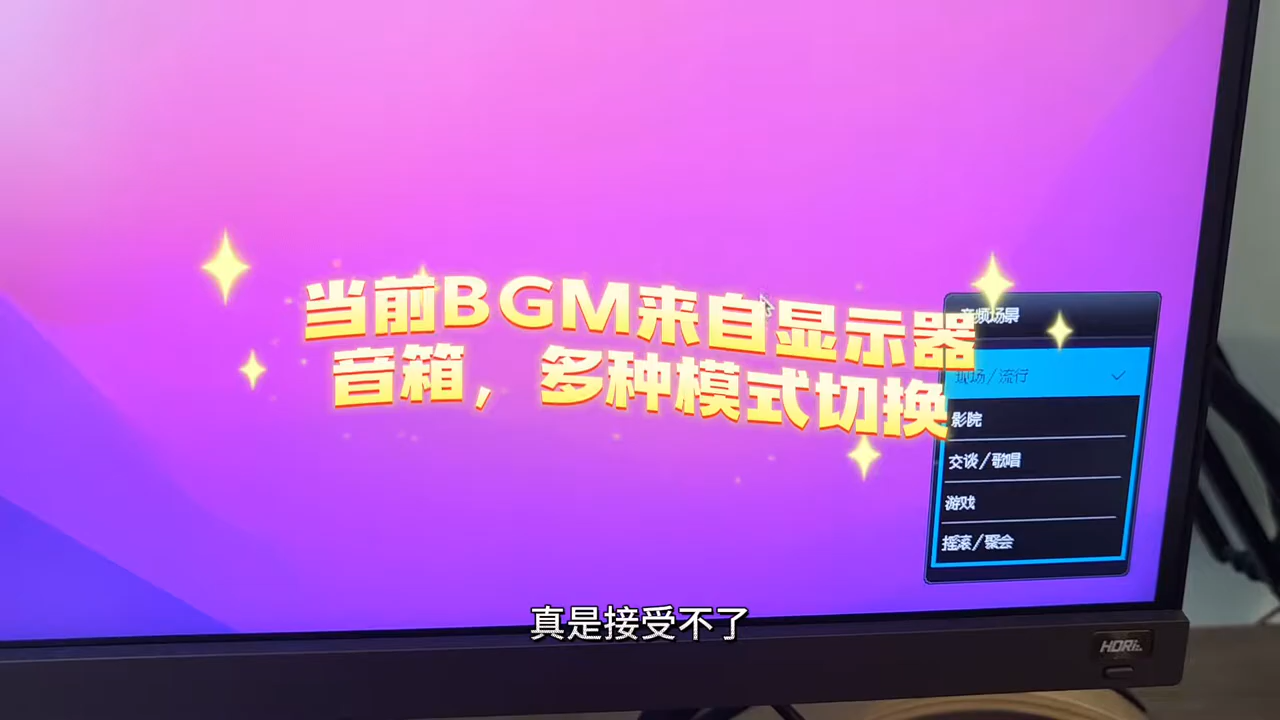 当前BGM来自显示器
音箱，多种模式切换
音频场景
现场/流行
影院
交谈/歌唱
游戏
摇滚/聚会
真是接受不了
HDRi